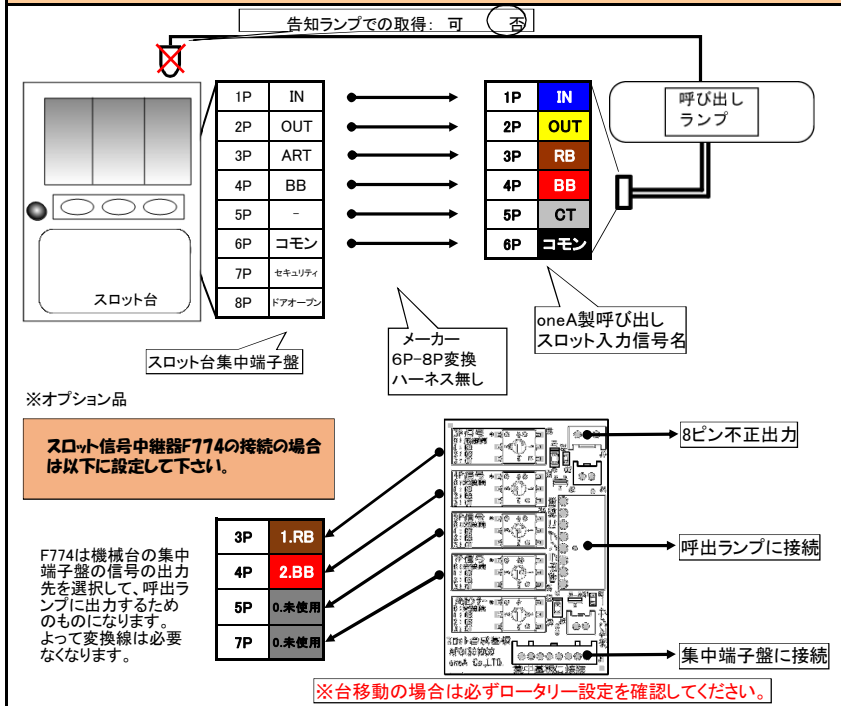 告知ランプでの取得: 可 否
1P IN
2P OUT
3P ART
4P BB
5P -
6P コモン
7P セキュリティ
8P ドアオープン
1P IN
2P OUT
3P RB
4P BB
5P CT
6P コモン
呼び出し
ランプ
スロット台
スロット台集中端子盤
メーカー
6P-8P変換
ハーネス無し
oneA製呼び出し
スロット入力信号名
※オプション品
スロット信号中継器F774の接続の場合
は以下に設定して下さい。
F774は機械台の集中
端子盤の信号の出力
先を選択して、呼出ラ
ンプに出力するため
のものになります。
よって変換線は必要
なくなります。
3P 1.RB
4P 2.BB
5P 0.未使用
7P 0.未使用
8ピン不正出力
呼出ランプに接続
集中端子盤に接続
oneA Co.,LTD.
※台移動の場合は必ずロータリー設定を確認してください。